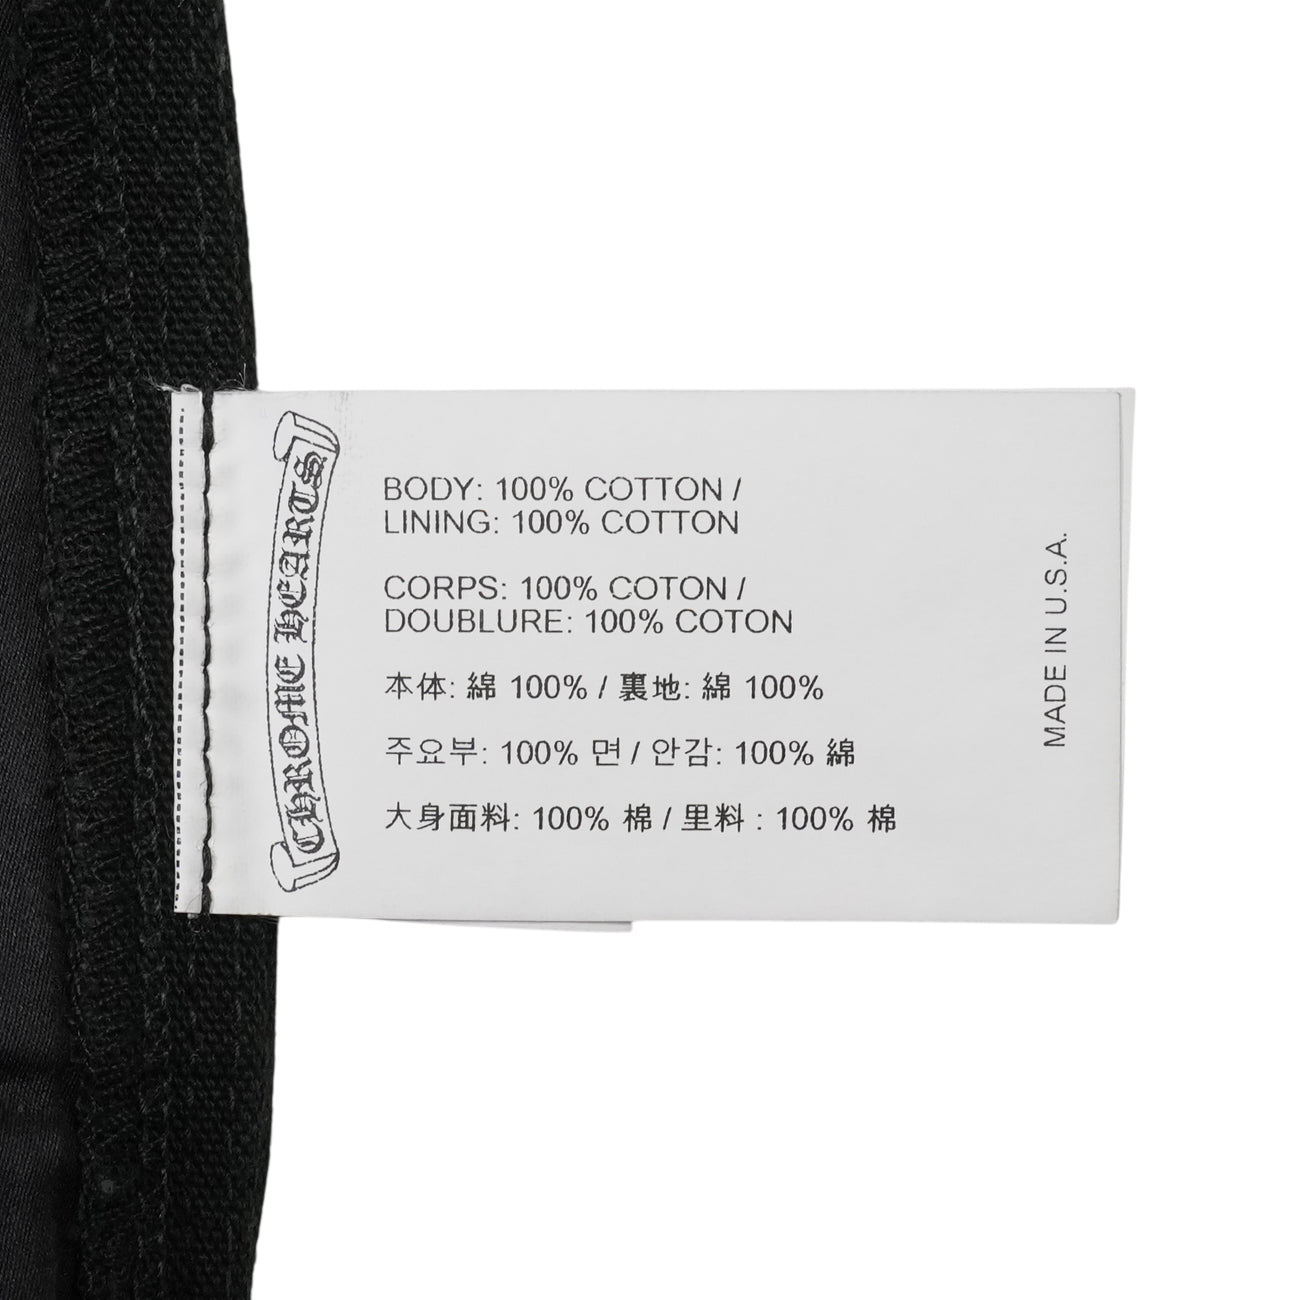 CHROME HEARTS
BODY: 100% COTTON /
LINING: 100% COTTON
CORPS: 100% COTON /
DOUBLURE: 100% COTON
本体: 綿 100% / 裏地: 綿 100%
주요부: 100% 면 / 안감: 100% 綿
大身面料: 100% 棉 / 里料 : 100% 棉
MADE IN U.S.A.